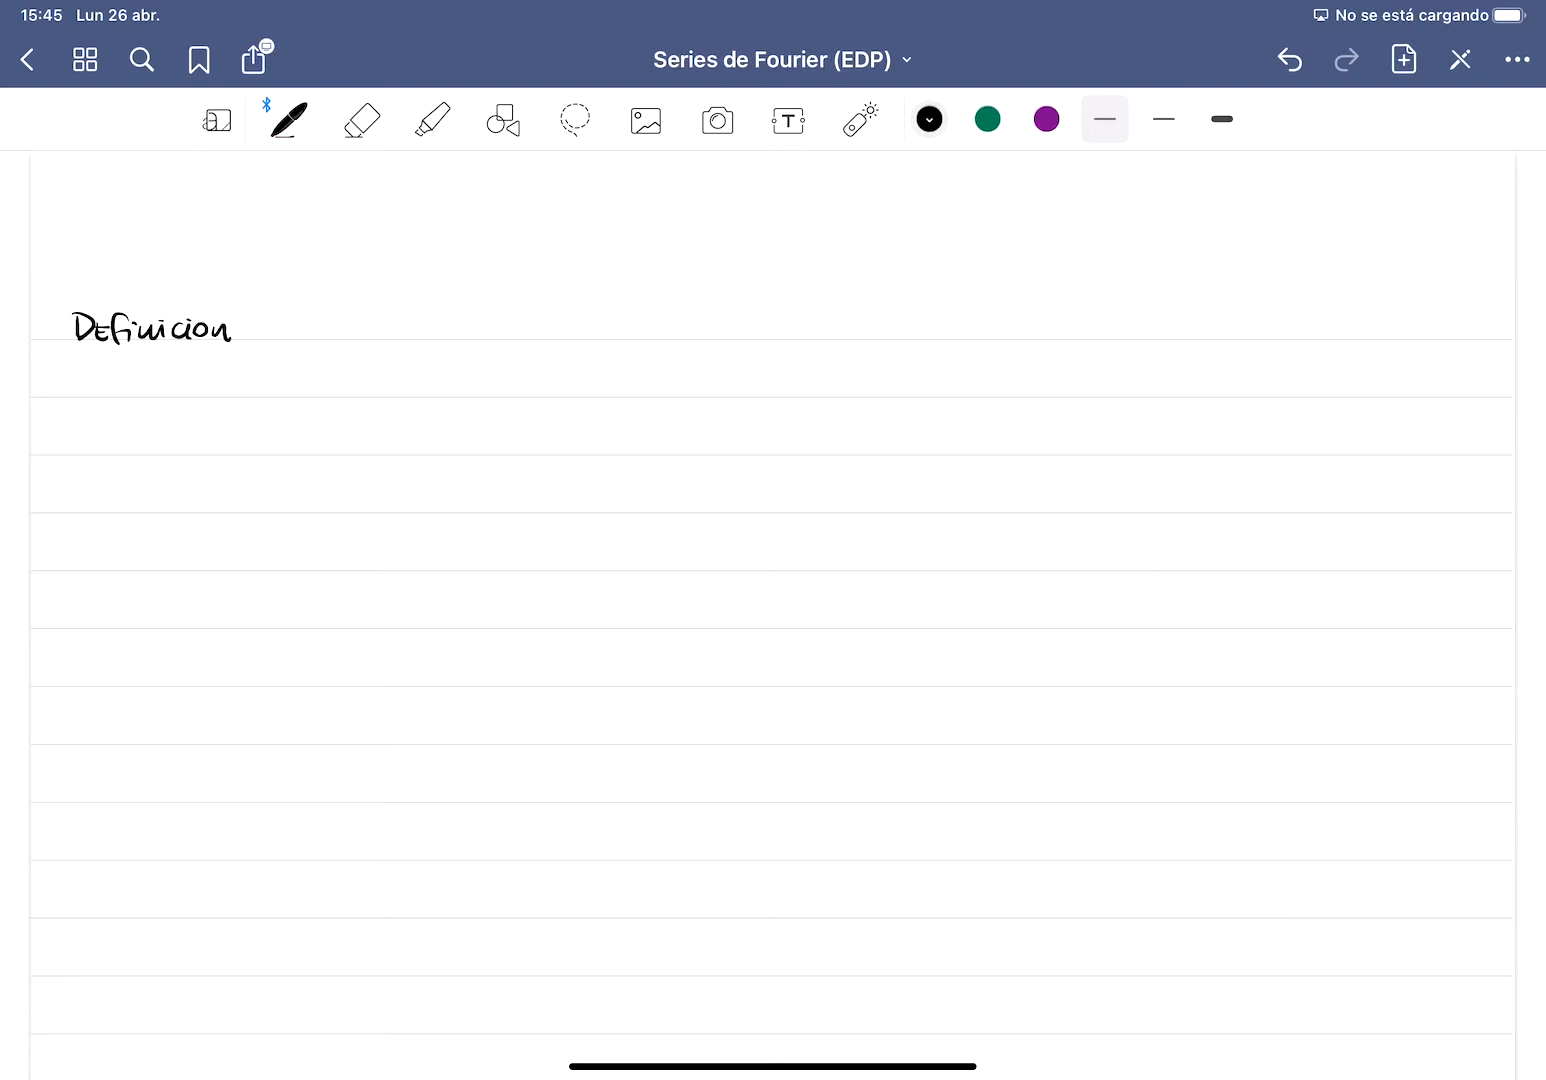 15:45 Lun 26 abr. No se está cargando
Series de Fourier (EDP)
Definicion